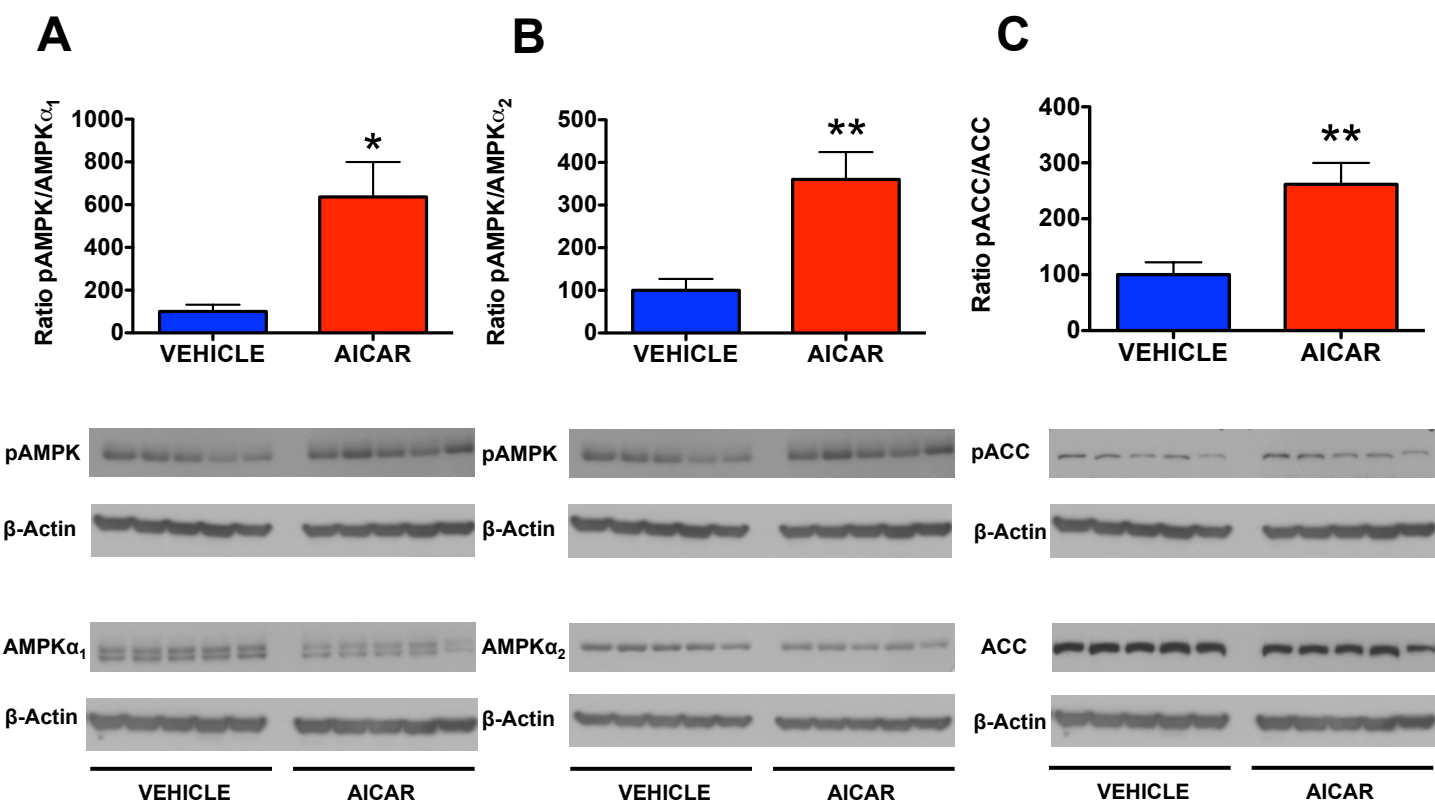 A
B
C
Ratio pAMPK/AMPKα₁
1000
800
600
400
200
0
*
VEHICLE
AICAR
Ratio pAMPK/AMPKα₂
500
400
300
200
100
0
**
VEHICLE
AICAR
Ratio pACC/ACC
400
300
200
100
0
**
VEHICLE
AICAR
pAMPK
pAMPK
pACC
β-Actin
β-Actin
β-Actin
AMPKα₁
AMPKα₂
ACC
β-Actin
β-Actin
β-Actin
VEHICLE
AICAR
VEHICLE
AICAR
VEHICLE
AICAR